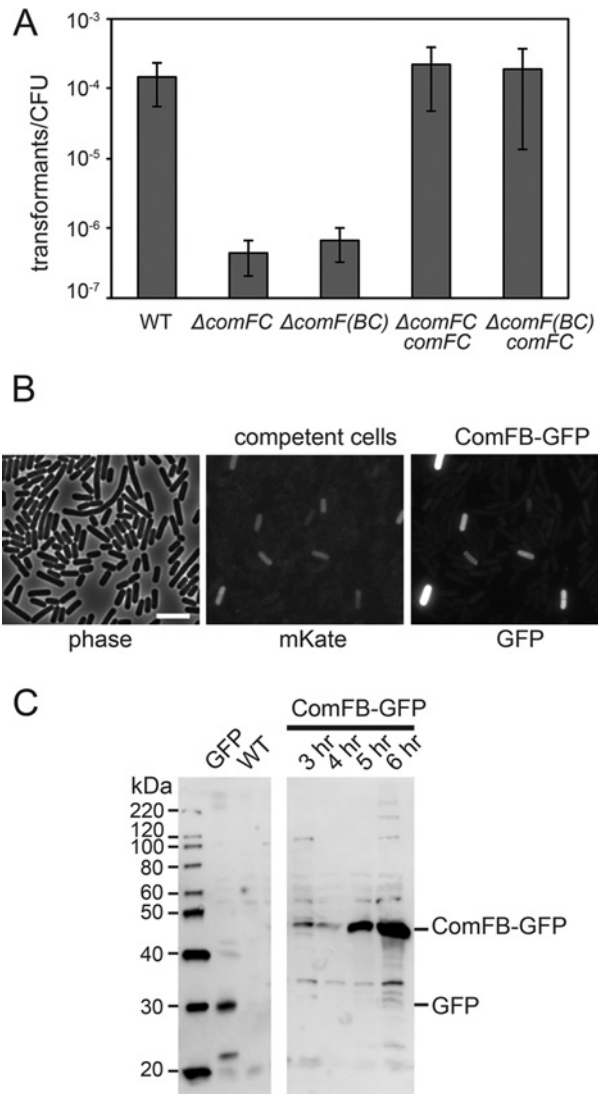 A
10-3
10-4
10-5
10-6
10-7
transformants/CFU
WT ΔcomFC ΔcomF(BC) ΔcomFC comFC ΔcomF(BC) comFC
B
competent cells ComFB-GFP
phase mKate GFP
C
ComFB-GFP
GFP WT 3 hr 4 hr 5 hr 6 hr
kDa
220
120
100
80
60
50
ComFB-GFP
40
30
GFP
20